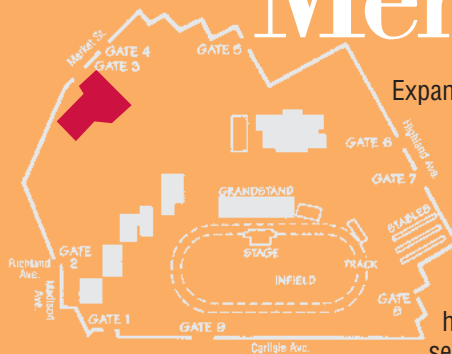 Mer
Market St.
GATE 4
GATE 3
GATE 5
Expan
Highland Ave.
GATE 6
GATE 7
GRANDSTAND
STABLES
STAGE
TRACK
INFIELD
GATE
2
Richland
Ave.
Madison
Ave.
GATE
8
GATE 1
GATE 9
Carlisle Ave.
h
se